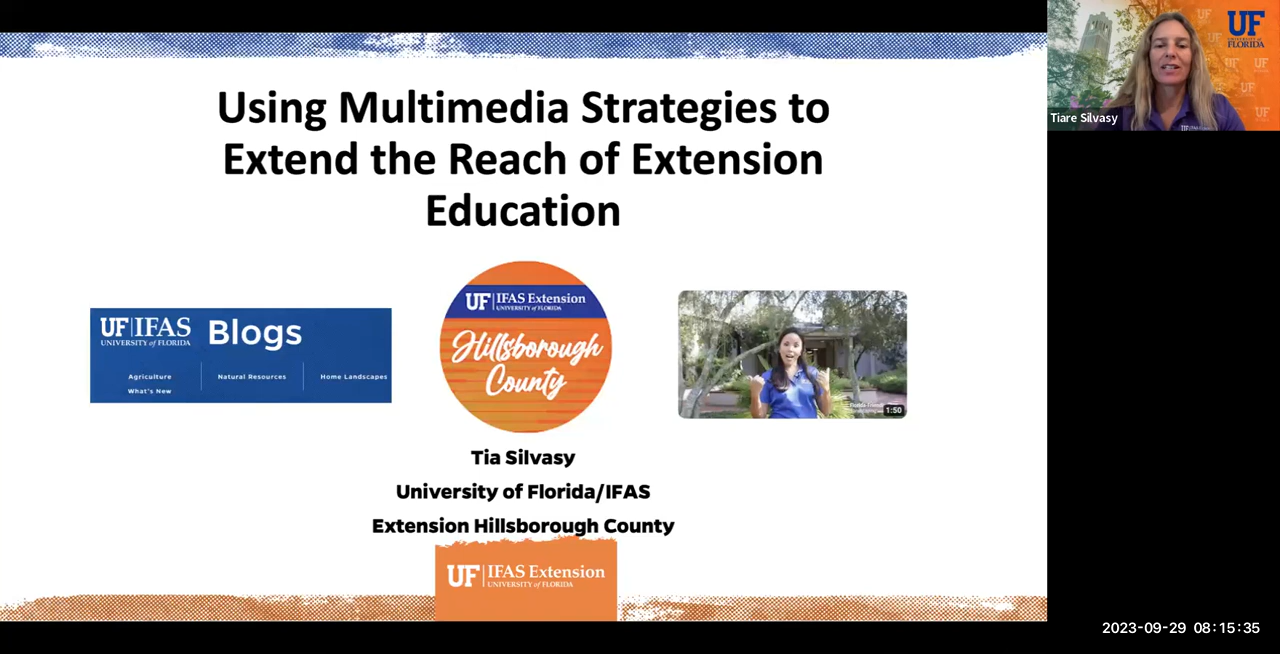 Using Multimedia Strategies to
Extend the Reach of Extension
Education
UF IFAS Blogs
UNIVERSITY of FLORIDA
Agriculture
Natural Resources
Home Landscapes
What's New
UF IFAS Extension
UNIVERSITY of FLORIDA
Hillsborough
County
1:50
Tia Silvasy
University of Florida/IFAS
Extension Hillsborough County
UF IFAS Extension
UNIVERSITY of FLORIDA
UF
UNIVERSITY of
FLORIDA
Tiare Silvasy
2023-09-29 08:15:35